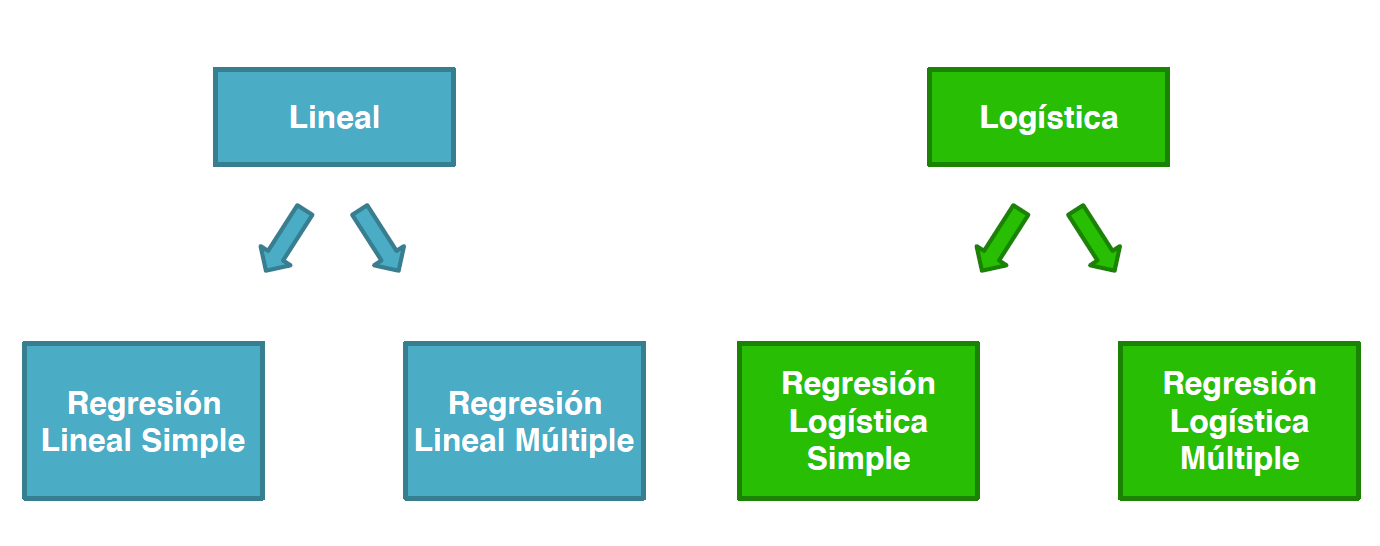 Lineal
Logística
Regresión
Lineal Simple
Regresión
Lineal Múltiple
Regresión
Logística
Simple
Regresión
Logística
Múltiple